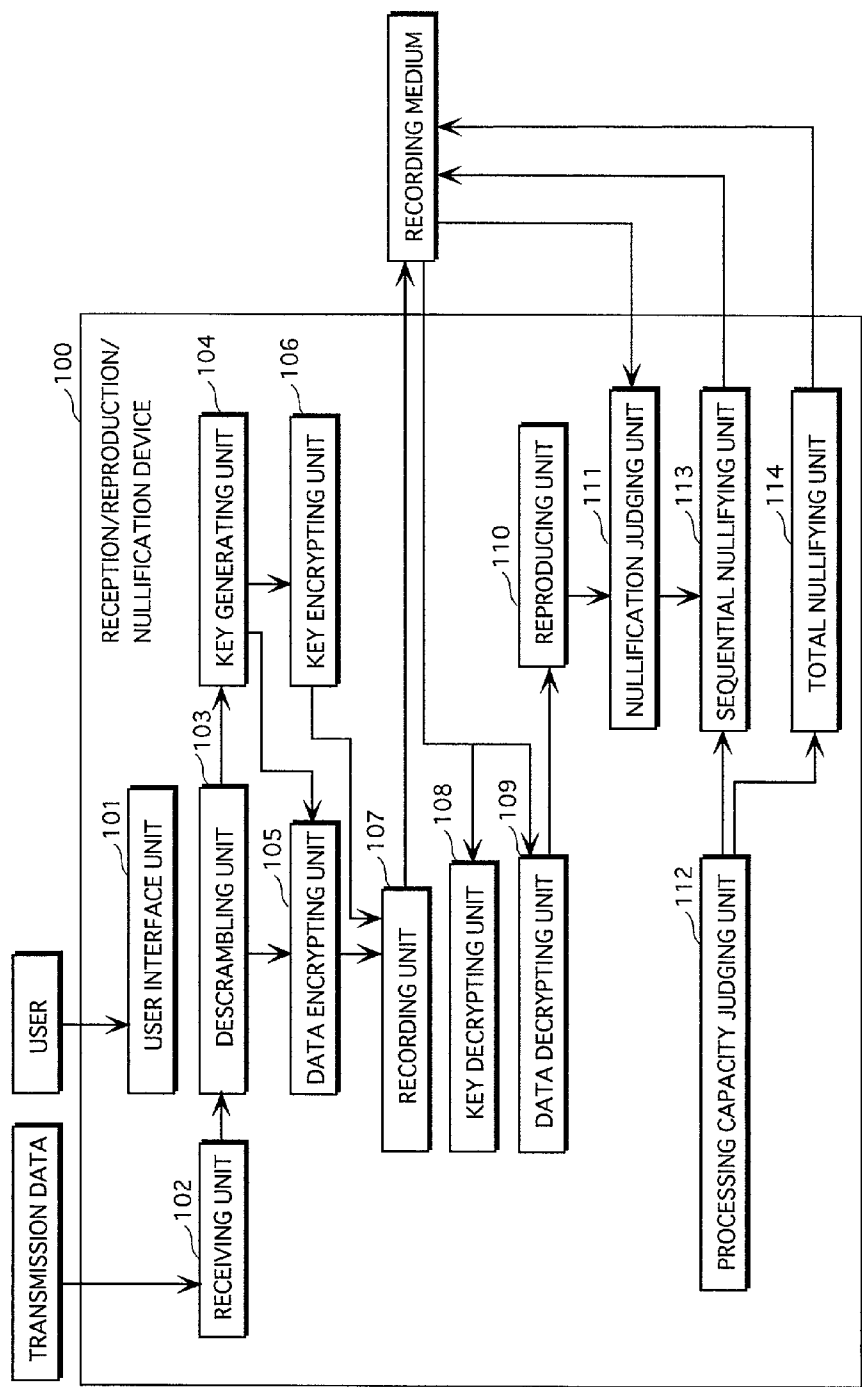 TRANSMISSION DATA
USER
100
RECEPTION/REPRODUCTION/
NULLIFICATION DEVICE
101
USER INTERFACE UNIT
102
RECEIVING UNIT
103
DESCRAMBLING UNIT
104
KEY GENERATING UNIT
105
DATA ENCRYPTING UNIT
106
KEY ENCRYPTING UNIT
107
RECORDING UNIT
RECORDING MEDIUM
108
KEY DECRYPTING UNIT
109
DATA DECRYPTING UNIT
110
REPRODUCING UNIT
111
NULLIFICATION JUDGING UNIT
112
PROCESSING CAPACITY JUDGING UNIT
113
SEQUENTIAL NULLIFYING UNIT
114
TOTAL NULLIFYING UNIT